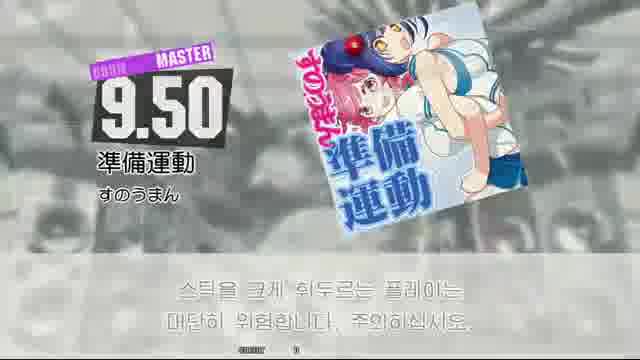 MASTER
9.50
準備運動
すのうまん
すのうまん
準備
運動
스틱을 크게 휘두르는 플레이는
대단히 위험합니다. 주의하십시오.